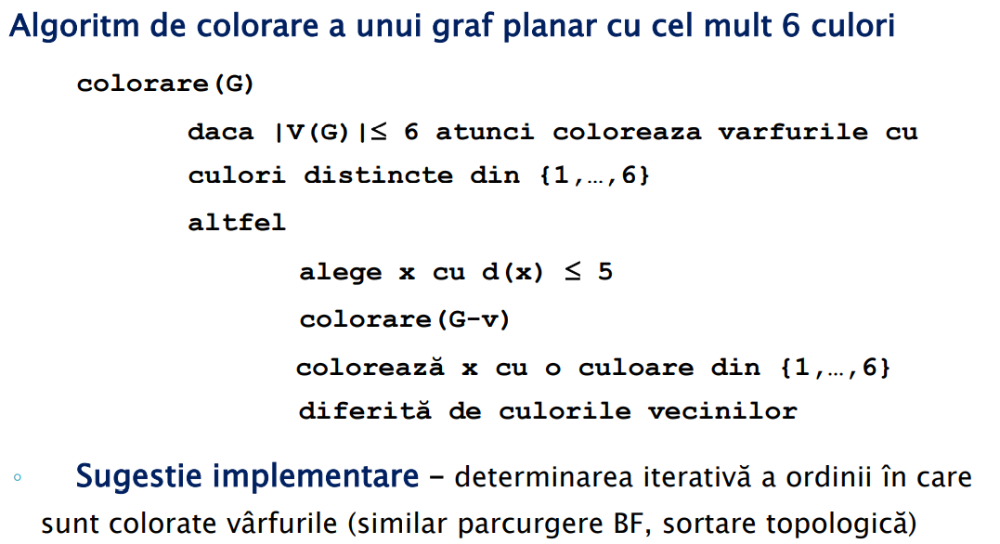 Algoritm de colorare a unui graf planar cu cel mult 6 culori
colorare(G)
daca |V(G)|≤ 6 atunci coloreaza varfurile cu
culori distincte din {1,…,6}
altfel
alege x cu d(x) ≤ 5
colorare(G-v)
colorează x cu o culoare din {1,…,6}
diferită de culorile vecinilor
◦ Sugestie implementare – determinarea iterativă a ordinii în care
sunt colorate vârfurile (similar parcurgere BF, sortare topologică)